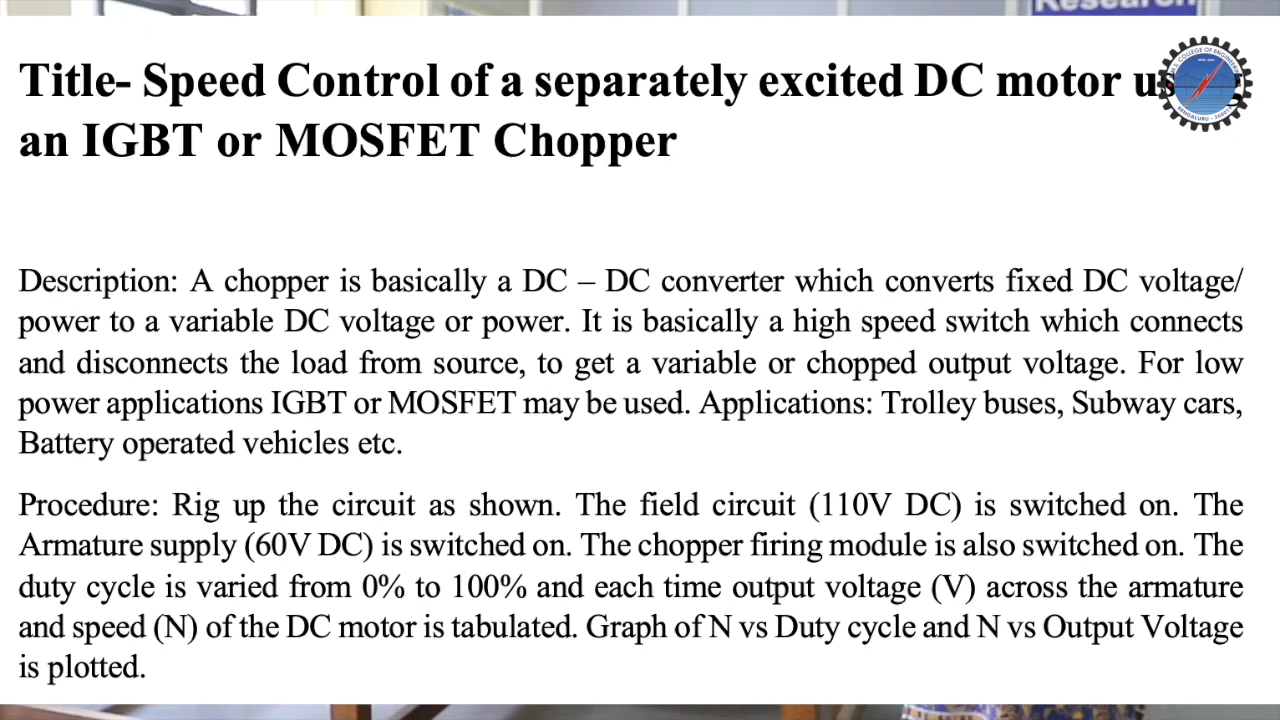 Research
Title- Speed Control of a separately excited DC motor
an IGBT or MOSFET Chopper
Description: A chopper is basically a DC – DC converter which converts fixed DC voltage/
power to a variable DC voltage or power. It is basically a high speed switch which connects
and disconnects the load from source, to get a variable or chopped output voltage. For low
power applications IGBT or MOSFET may be used. Applications: Trolley buses, Subway cars,
Battery operated vehicles etc.
Procedure: Rig up the circuit as shown. The field circuit (110V DC) is switched on. The
Armature supply (60V DC) is switched on. The chopper firing module is also switched on. The
duty cycle is varied from 0% to 100% and each time output voltage (V) across the armature
and speed (N) of the DC motor is tabulated. Graph of N vs Duty cycle and N vs Output Voltage
is plotted.